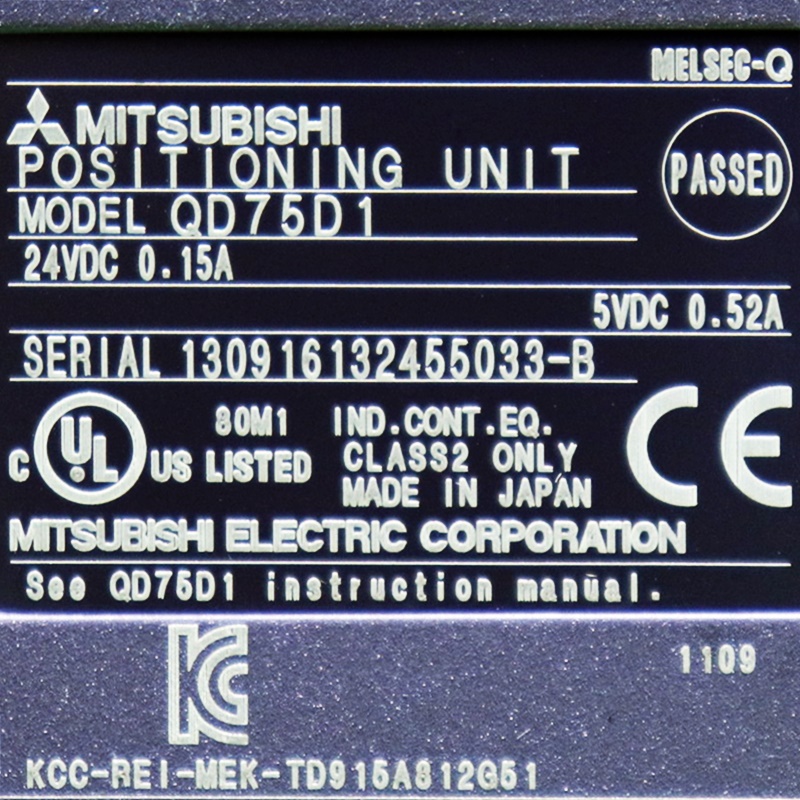 MELSEC-Q
MITSUBISHI
POSITIONING UNIT
PASSED
MODEL QD75D1
24VDC 0.15A
5VDC 0.52A
SERIAL 130916132455033-B
80M1 IND.CONT.EQ.
C UL US LISTED CLASS2 ONLY
MADE IN JAPAN
CE
MITSUBISHI ELECTRIC CORPORATION
See QD75D1 instruction manual.
KC
1109
KCC-REI-MEK-TD915A812G51